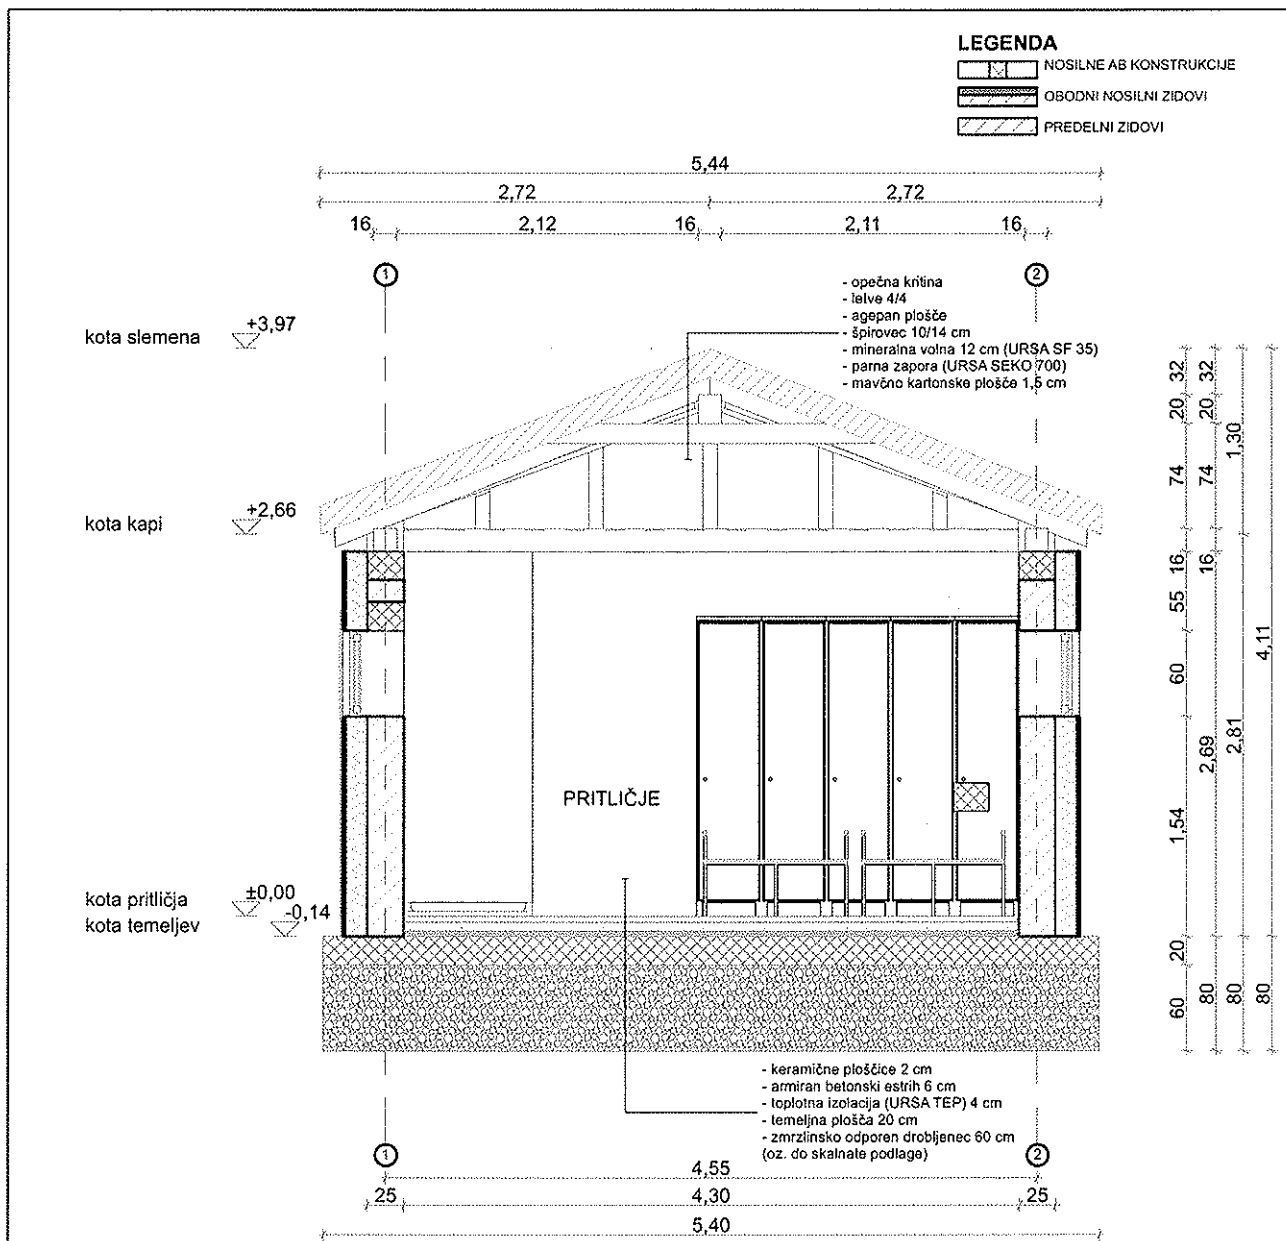 LEGENDA
NOSILNE AB KONSTRUKCIJE
OBODNI NOSILNI ZIDOVI
PREDELNI ZIDOVI
5,44
2,72 2,72
16 2,12 16 2,11 16
1 2
- opečna kritina
- letve 4/4
- agepan plošče
- špirovec 10/14 cm
- mineralna volna 12 cm (URSA SF 35)
- parna zapora (URSA SEKO 700)
- mavčno kartonske plošče 1,5 cm
kota slemena +3,97
kota kapi +2,66
PRITLIČJE
kota pritličja ±0,00
kota temeljev -0,14
32 20 74 16 55 60 1,54 20 60
32 20 74 16 2,69 80
1,30 2,81 80
4,11 80
- keramične ploščice 2 cm
- armiran betonski estrih 6 cm
- toplotna izolacija (URSA TEP) 4 cm
- temeljna plošča 20 cm
- zmrzlinsko odporen drobljenec 60 cm
(oz. do skalnate podlage)
1 2
4,55
25 4,30 25
5,40